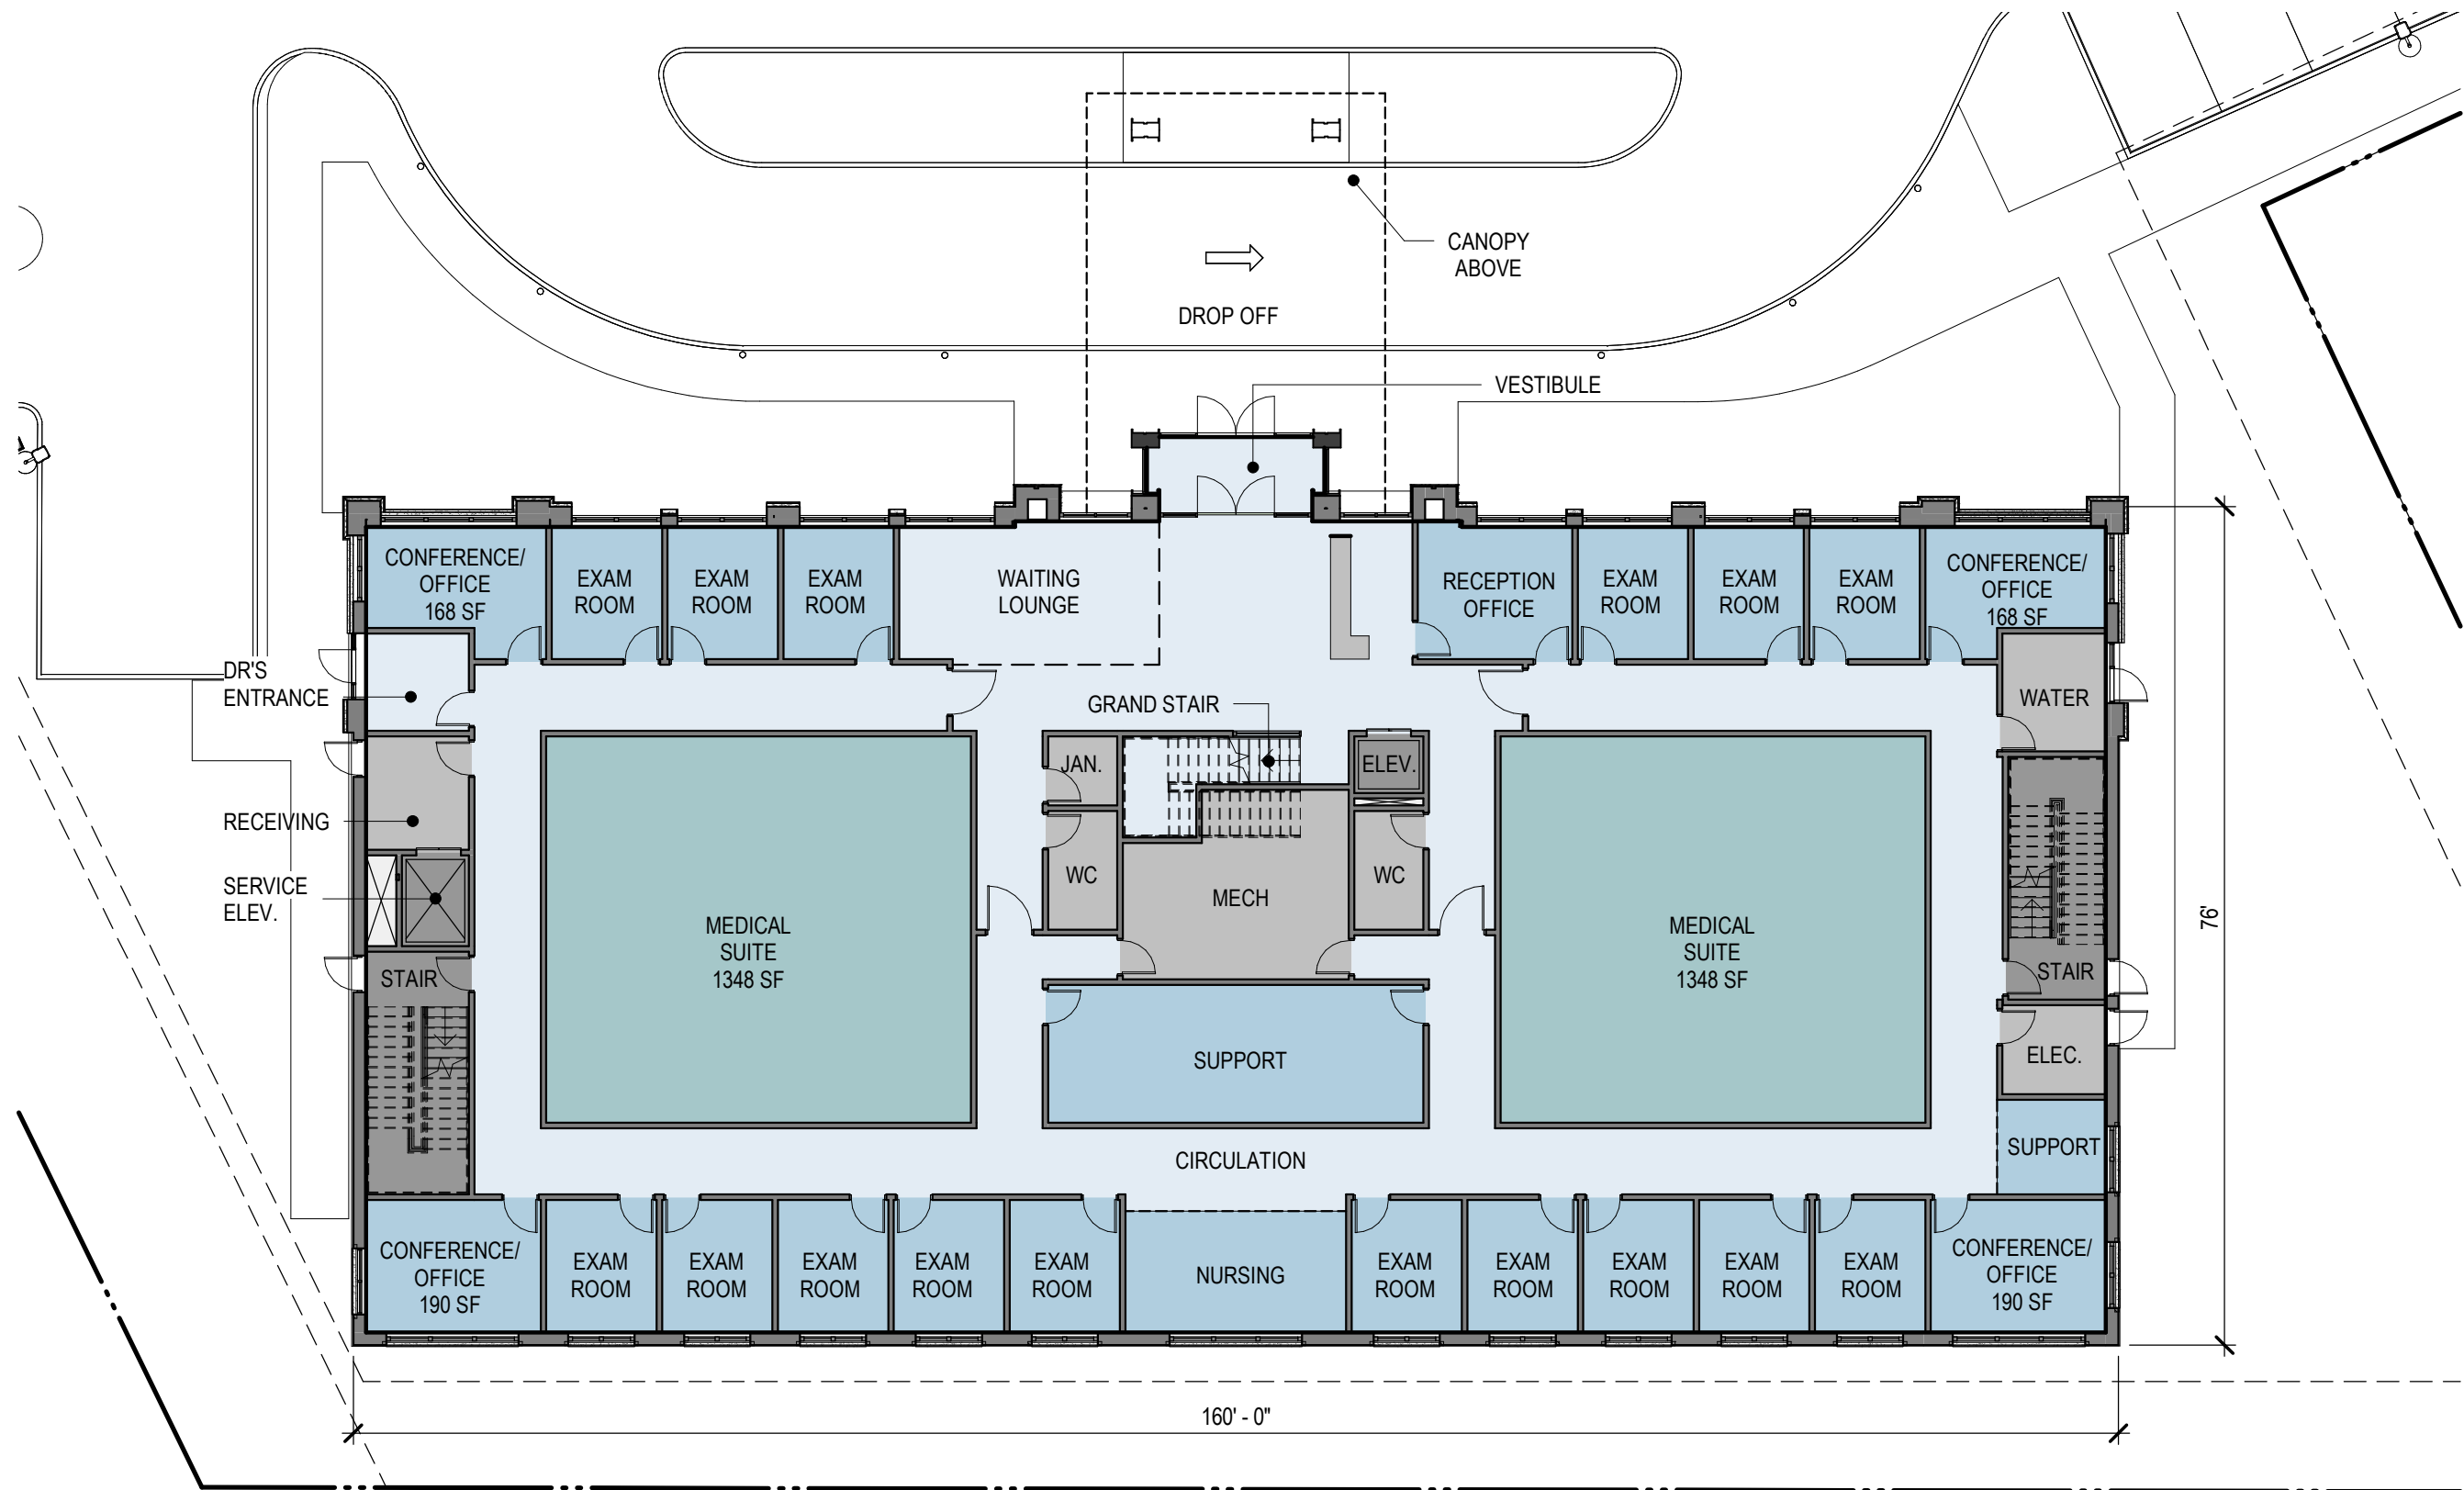 CANOPY
ABOVE
DROP OFF
VESTIBULE
CONFERENCE/
OFFICE
168 SF
EXAM
ROOM
EXAM
ROOM
EXAM
ROOM
WAITING
LOUNGE
RECEPTION
OFFICE
EXAM
ROOM
EXAM
ROOM
EXAM
ROOM
CONFERENCE/
OFFICE
168 SF
DR'S
ENTRANCE
GRAND STAIR
WATER
JAN.
ELEV.
RECEIVING
SERVICE
ELEV.
WC
MECH
WC
MEDICAL
SUITE
1348 SF
MEDICAL
SUITE
1348 SF
76'
STAIR
STAIR
SUPPORT
ELEC.
SUPPORT
CIRCULATION
CONFERENCE/
OFFICE
190 SF
EXAM
ROOM
EXAM
ROOM
EXAM
ROOM
EXAM
ROOM
EXAM
ROOM
NURSING
EXAM
ROOM
EXAM
ROOM
EXAM
ROOM
EXAM
ROOM
EXAM
ROOM
CONFERENCE/
OFFICE
190 SF
160' - 0"